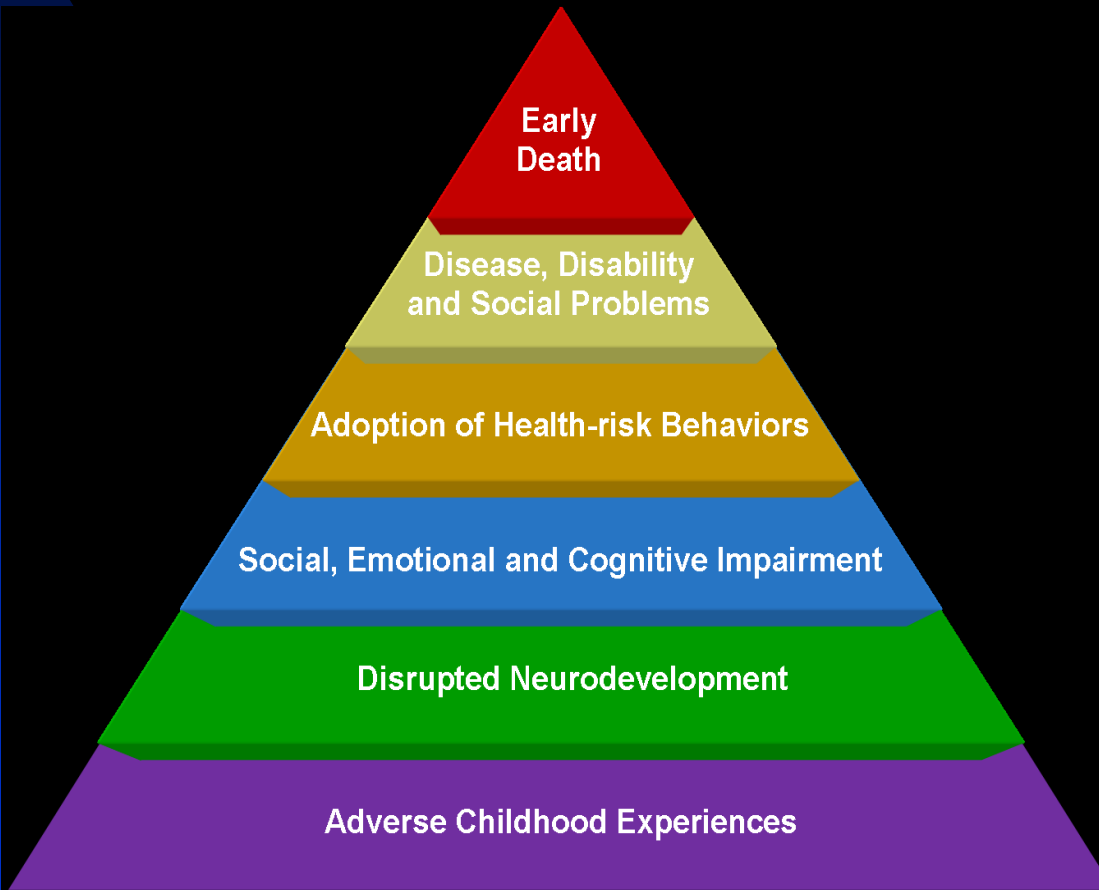 Early
Death
Disease, Disability
and Social Problems
Adoption of Health-risk Behaviors
Social, Emotional and Cognitive Impairment
Disrupted Neurodevelopment
Adverse Childhood Experiences